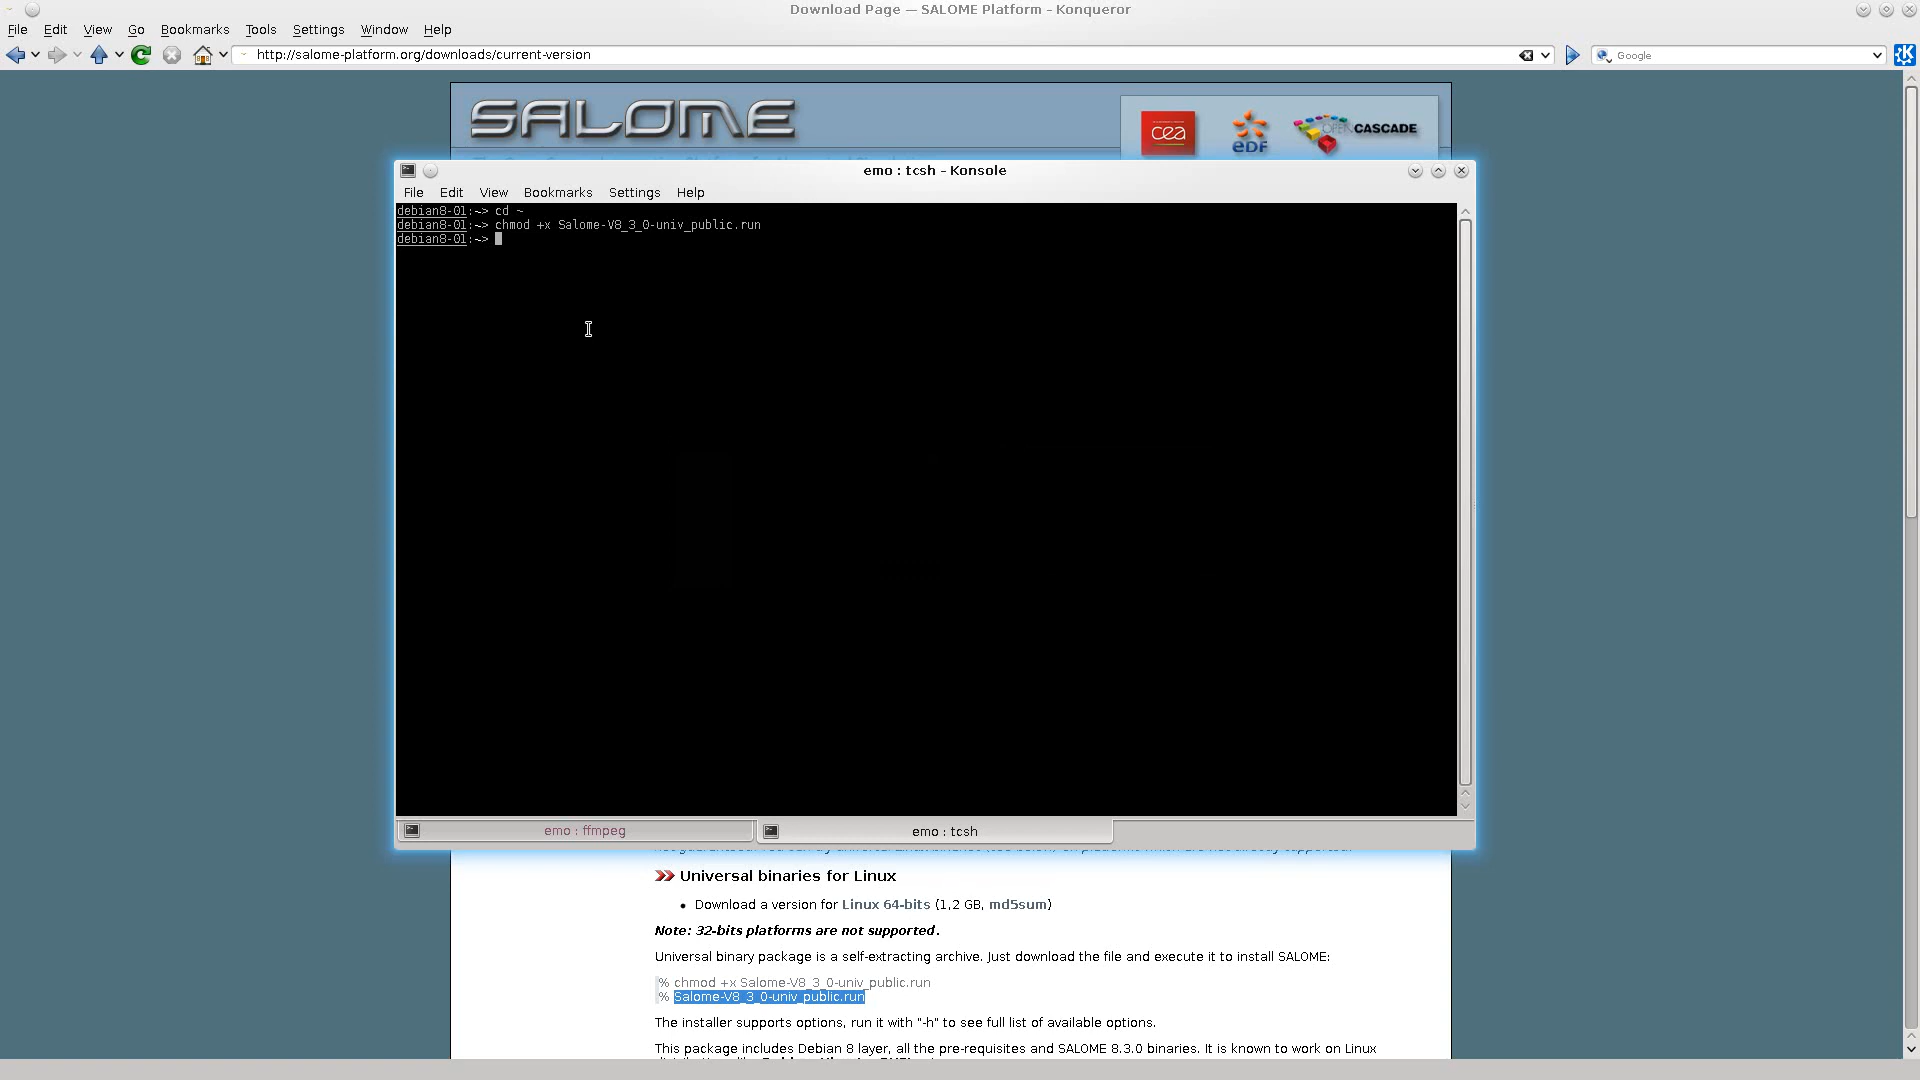 Download Page — SALOME Platform - Konqueror
File Edit View Go Bookmarks Tools Settings Window Help
http://salome-platform.org/downloads/current-version
Google
SALOME
cea
eDF
OPEN CASCADE
emo : tcsh - Konsole
File Edit View Bookmarks Settings Help
debian8-01:~> cd ~
debian8-01:~> chmod +x Salome-V8_3_0-univ_public.run
debian8-01:~>
emo : ffmpeg
emo : tcsh
Universal binaries for Linux
Download a version for Linux 64-bits (1,2 GB, md5sum)
Note: 32-bits platforms are not supported.
Universal binary package is a self-extracting archive. Just download the file and execute it to install SALOME:
% chmod +x Salome-V8_3_0-univ_public.run
% Salome-V8_3_0-univ_public.run
The installer supports options, run it with "-h" to see full list of available options.
This package includes Debian 8 layer, all the pre-requisites and SALOME 8.3.0 binaries. It is known to work on Linux